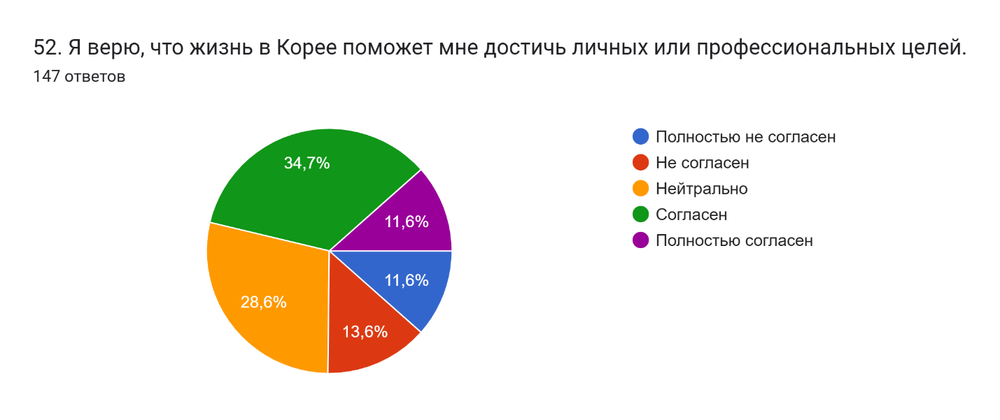 52. Я верю, что жизнь в Корее поможет мне достичь личных или профессиональных целей.
147 ответов
34,7%
11,6%
11,6%
28,6%
13,6%
Полностью не согласен
Не согласен
Нейтрально
Согласен
Полностью согласен